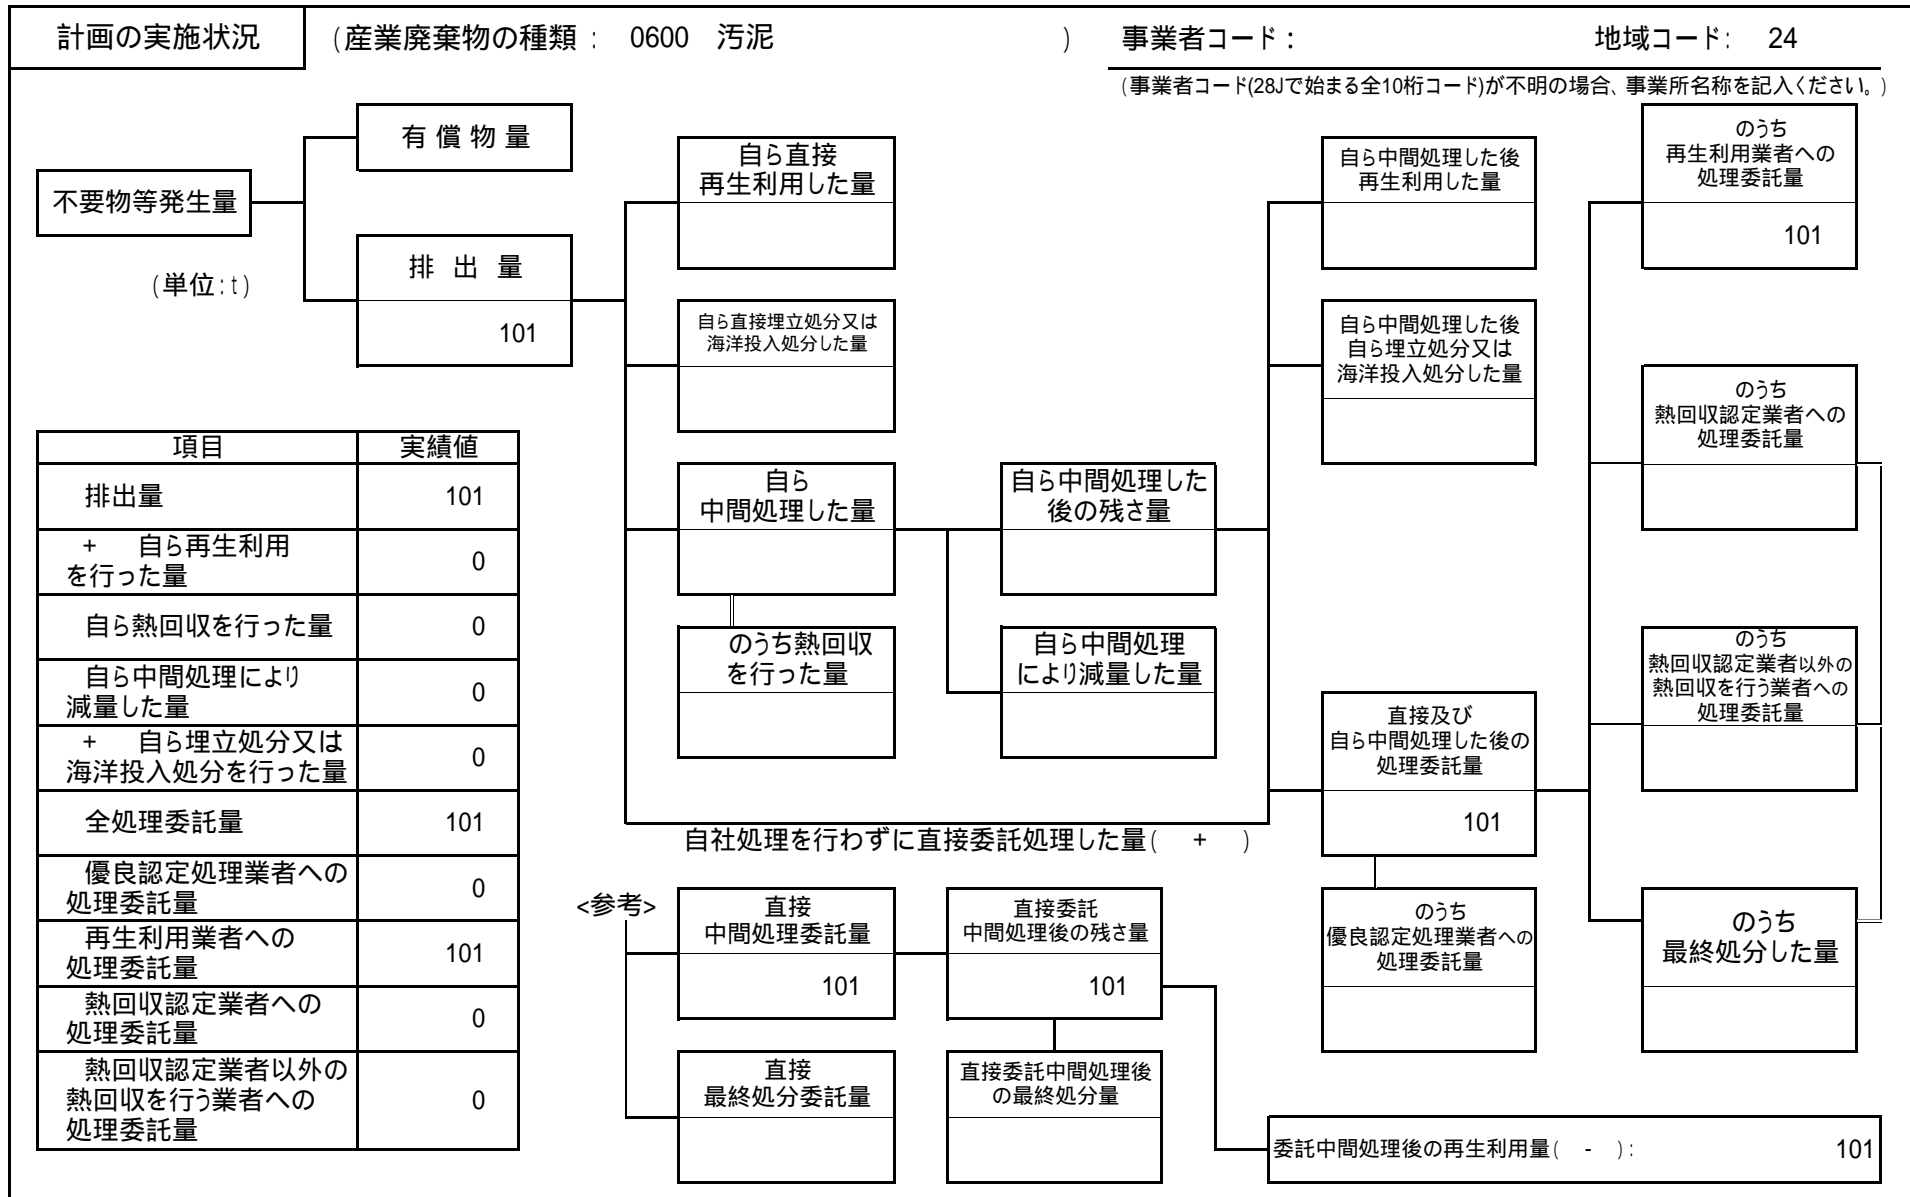 計画の実施状況 (産業廃棄物の種類 : 0600 汚泥 ) 事業者コード : 地域コード: 24
(事業者コード(28Jで始まる全10桁コード)が不明の場合、事業所名称を記入ください。)
不要物等発生量
(単位:t)
有 償 物 量
排 出 量
101
自ら直接
再生利用した量
自ら直接埋立処分又は
海洋投入処分した量
自ら
中間処理した量
のうち熱回収
を行った量
自ら中間処理した
後の残さ量
自ら中間処理
により減量した量
自ら中間処理した後
再生利用した量
自ら中間処理した後
自ら埋立処分又は
海洋投入処分した量
直接及び
自ら中間処理した後の
処理委託量
101
のうち
優良認定処理業者への
処理委託量
のうち
再生利用業者への
処理委託量
101
のうち
熱回収認定業者への
処理委託量
のうち
熱回収認定業者以外の
熱回収を行う業者への
処理委託量
のうち
最終処分した量
自社処理を行わずに直接委託処理した量( + )
<参考>
直接
中間処理委託量
101
直接委託
中間処理後の残さ量
101
直接
最終処分委託量
直接委託中間処理後
の最終処分量
委託中間処理後の再生利用量( - ): 101
項目 実績値
排出量 101
+ 自ら再生利用
を行った量 0
自ら熱回収を行った量 0
自ら中間処理により
減量した量 0
+ 自ら埋立処分又は
海洋投入処分を行った量 0
全処理委託量 101
優良認定処理業者への
処理委託量 0
再生利用業者への
処理委託量 101
熱回収認定業者への
処理委託量 0
熱回収認定業者以外の
熱回収を行う業者への 0
処理委託量